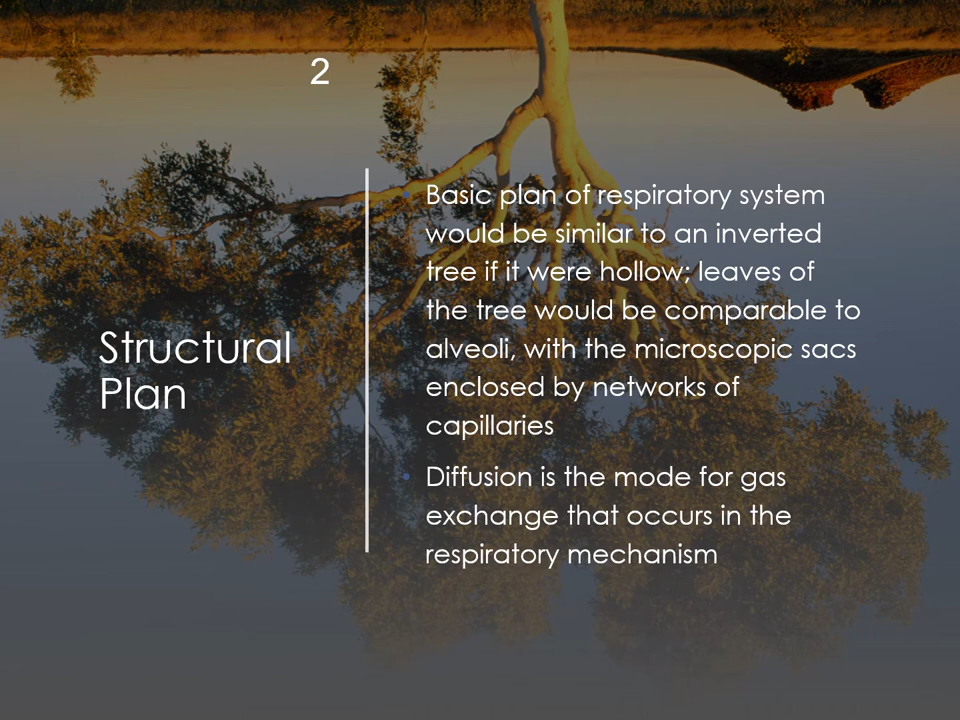 2
Structural
Plan
• Basic plan of respiratory system
would be similar to an inverted
tree if it were hollow; leaves of
the tree would be comparable to
alveoli, with the microscopic sacs
enclosed by networks of
capillaries
• Diffusion is the mode for gas
exchange that occurs in the
respiratory mechanism